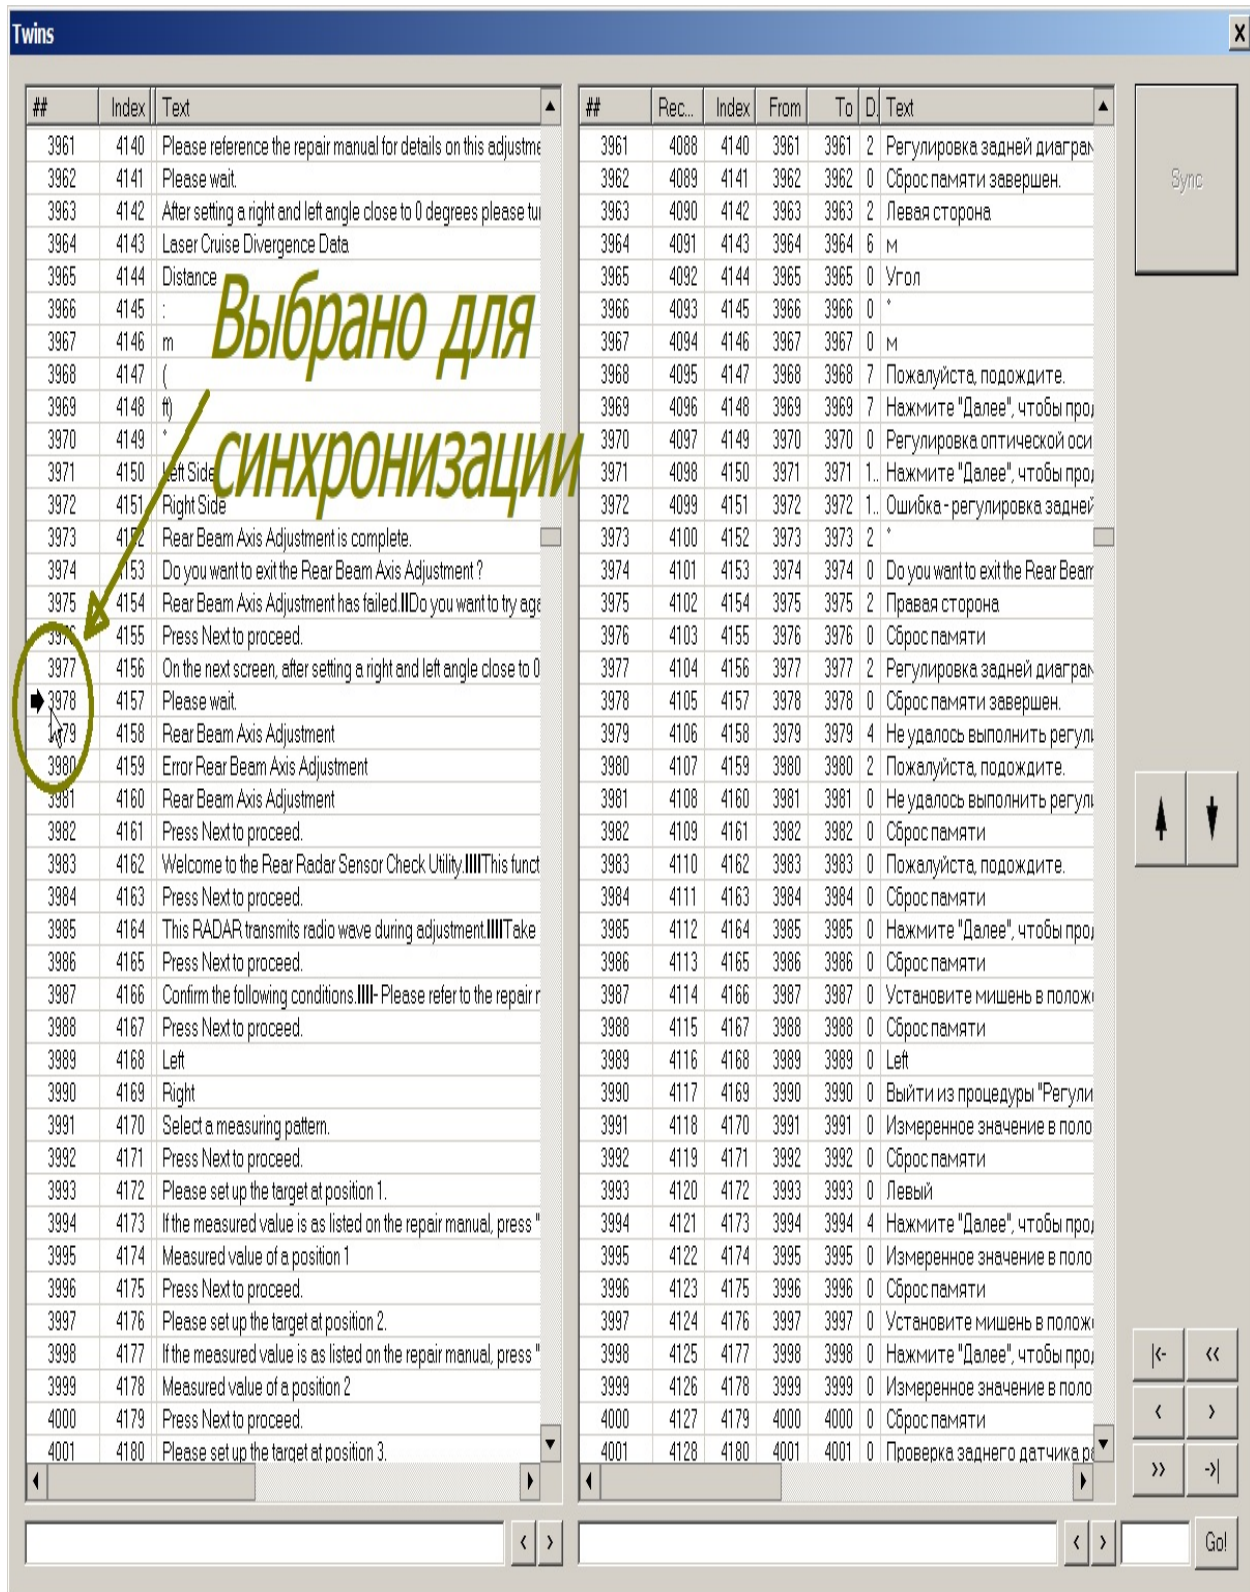 Twins
## Index Text
3961 4140 Please reference the repair manual for details on this adjustme
3962 4141 Please wait.
3963 4142 After setting a right and left angle close to 0 degrees please tur
3964 4143 Laser Cruise Divergence Data
3965 4144 Distance
3966 4145 :
3967 4146 m
3968 4147 (
3969 4148 ft)
3970 4149 °
3971 4150 Left Side
3972 4151 Right Side
3973 4152 Rear Beam Axis Adjustment is complete.
3974 4153 Do you want to exit the Rear Beam Axis Adjustment ?
3975 4154 Rear Beam Axis Adjustment has failed.||Do you want to try aga
3976 4155 Press Next to proceed.
3977 4156 On the next screen, after setting a right and left angle close to 0
3978 4157 Please wait.
3979 4158 Rear Beam Axis Adjustment
3980 4159 Error Rear Beam Axis Adjustment
3981 4160 Rear Beam Axis Adjustment
3982 4161 Press Next to proceed.
3983 4162 Welcome to the Rear Radar Sensor Check Utility.||||This funct
3984 4163 Press Next to proceed.
3985 4164 This RADAR transmits radio wave during adjustment.||||Take
3986 4165 Press Next to proceed.
3987 4166 Confirm the following conditions.||||- Please refer to the repair r
3988 4167 Press Next to proceed.
3989 4168 Left
3990 4169 Right
3991 4170 Select a measuring pattern.
3992 4171 Press Next to proceed.
3993 4172 Please set up the target at position 1.
3994 4173 If the measured value is as listed on the repair manual, press "
3995 4174 Measured value of a position 1
3996 4175 Press Next to proceed.
3997 4176 Please set up the target at position 2.
3998 4177 If the measured value is as listed on the repair manual, press "
3999 4178 Measured value of a position 2
4000 4179 Press Next to proceed.
4001 4180 Please set up the target at position 3.
Выбрано для
синхронизации
## Rec... Index From To D. Text
3961 4088 4140 3961 3961 2 Регулировка задней диаграм
3962 4089 4141 3962 3962 0 Сброс памяти завершен.
3963 4090 4142 3963 3963 2 Левая сторона
3964 4091 4143 3964 3964 6 м
3965 4092 4144 3965 3965 0 Угол
3966 4093 4145 3966 3966 0 °
3967 4094 4146 3967 3967 0 м
3968 4095 4147 3968 3968 7 Пожалуйста, подождите.
3969 4096 4148 3969 3969 7 Нажмите "Далее", чтобы прод
3970 4097 4149 3970 3970 0 Регулировка оптической оси
3971 4098 4150 3971 3971 1.. Нажмите "Далее", чтобы прод
3972 4099 4151 3972 3972 1.. Ошибка - регулировка задней
3973 4100 4152 3973 3973 2 °
3974 4101 4153 3974 3974 0 Do you want to exit the Rear Beam
3975 4102 4154 3975 3975 2 Правая сторона
3976 4103 4155 3976 3976 0 Сброс памяти
3977 4104 4156 3977 3977 2 Регулировка задней диаграм
3978 4105 4157 3978 3978 0 Сброс памяти завершен.
3979 4106 4158 3979 3979 4 Не удалось выполнить регули
3980 4107 4159 3980 3980 2 Пожалуйста, подождите.
3981 4108 4160 3981 3981 0 Не удалось выполнить регули
3982 4109 4161 3982 3982 0 Сброс памяти
3983 4110 4162 3983 3983 0 Пожалуйста, подождите.
3984 4111 4163 3984 3984 0 Сброс памяти
3985 4112 4164 3985 3985 0 Нажмите "Далее", чтобы прод
3986 4113 4165 3986 3986 0 Сброс памяти
3987 4114 4166 3987 3987 0 Установите мишень в полож
3988 4115 4167 3988 3988 0 Сброс памяти
3989 4116 4168 3989 3989 0 Left
3990 4117 4169 3990 3990 0 Выйти из процедуры "Регули
3991 4118 4170 3991 3991 0 Измеренное значение в поло
3992 4119 4171 3992 3992 0 Сброс памяти
3993 4120 4172 3993 3993 0 Левый
3994 4121 4173 3994 3994 4 Нажмите "Далее", чтобы прод
3995 4122 4174 3995 3995 0 Измеренное значение в поло
3996 4123 4175 3996 3996 0 Сброс памяти
3997 4124 4176 3997 3997 0 Установите мишень в полож
3998 4125 4177 3998 3998 0 Нажмите "Далее", чтобы прод
3999 4126 4178 3999 3999 0 Измеренное значение в поло
4000 4127 4179 4000 4000 0 Сброс памяти
4001 4128 4180 4001 4001 0 Проверка заднего датчика ра
Sync
|<- <<
< >
>> ->|
< >
< >
Go!